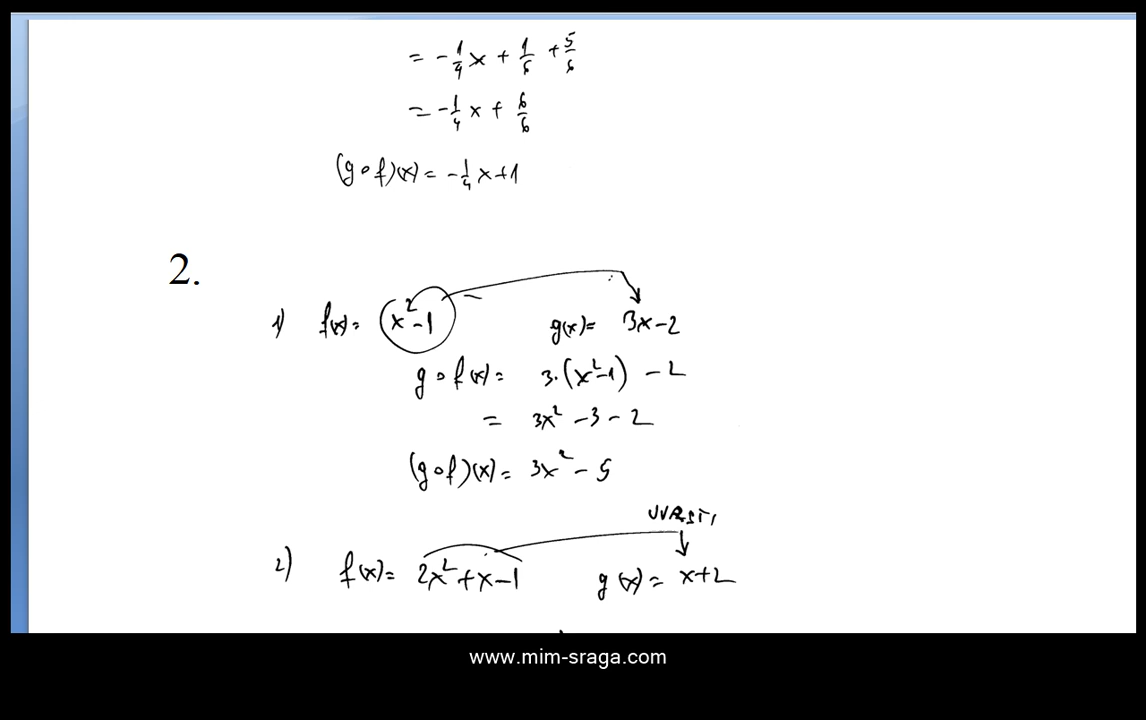 = -1/4 x + 1/6 + 5/6
= -1/4 x + 6/6
(g∘f)(x) = -1/4 x + 1
2.
1) f(x) = x² - 1 g(x) = 3x - 2
g∘f(x) = 3·(x² - 1) - 2
= 3x² - 3 - 2
(g∘f)(x) = 3x² - 5
UVRSTI
2) f(x) = 2x² + x - 1 g(x) = x + 2
www.mim-sraga.com